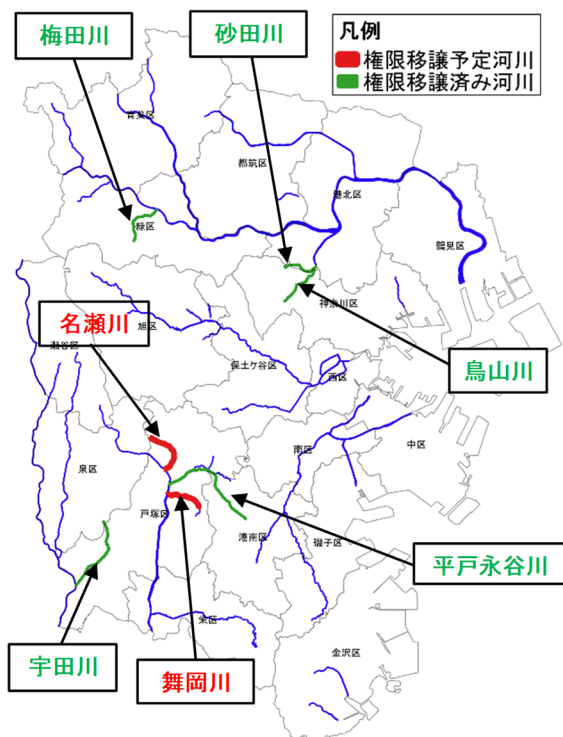 梅田川
砂田川
凡例
権限移譲予定河川
権限移譲済み河川
青葉区
都筑区
港北区
緑区
鶴見区
神奈川区
名瀬川
旭区
瀬谷区
保土ケ谷区
西区
鳥山川
中区
南区
泉区
戸塚区
港南区
磯子区
平戸永谷川
栄区
宇田川
舞岡川
金沢区